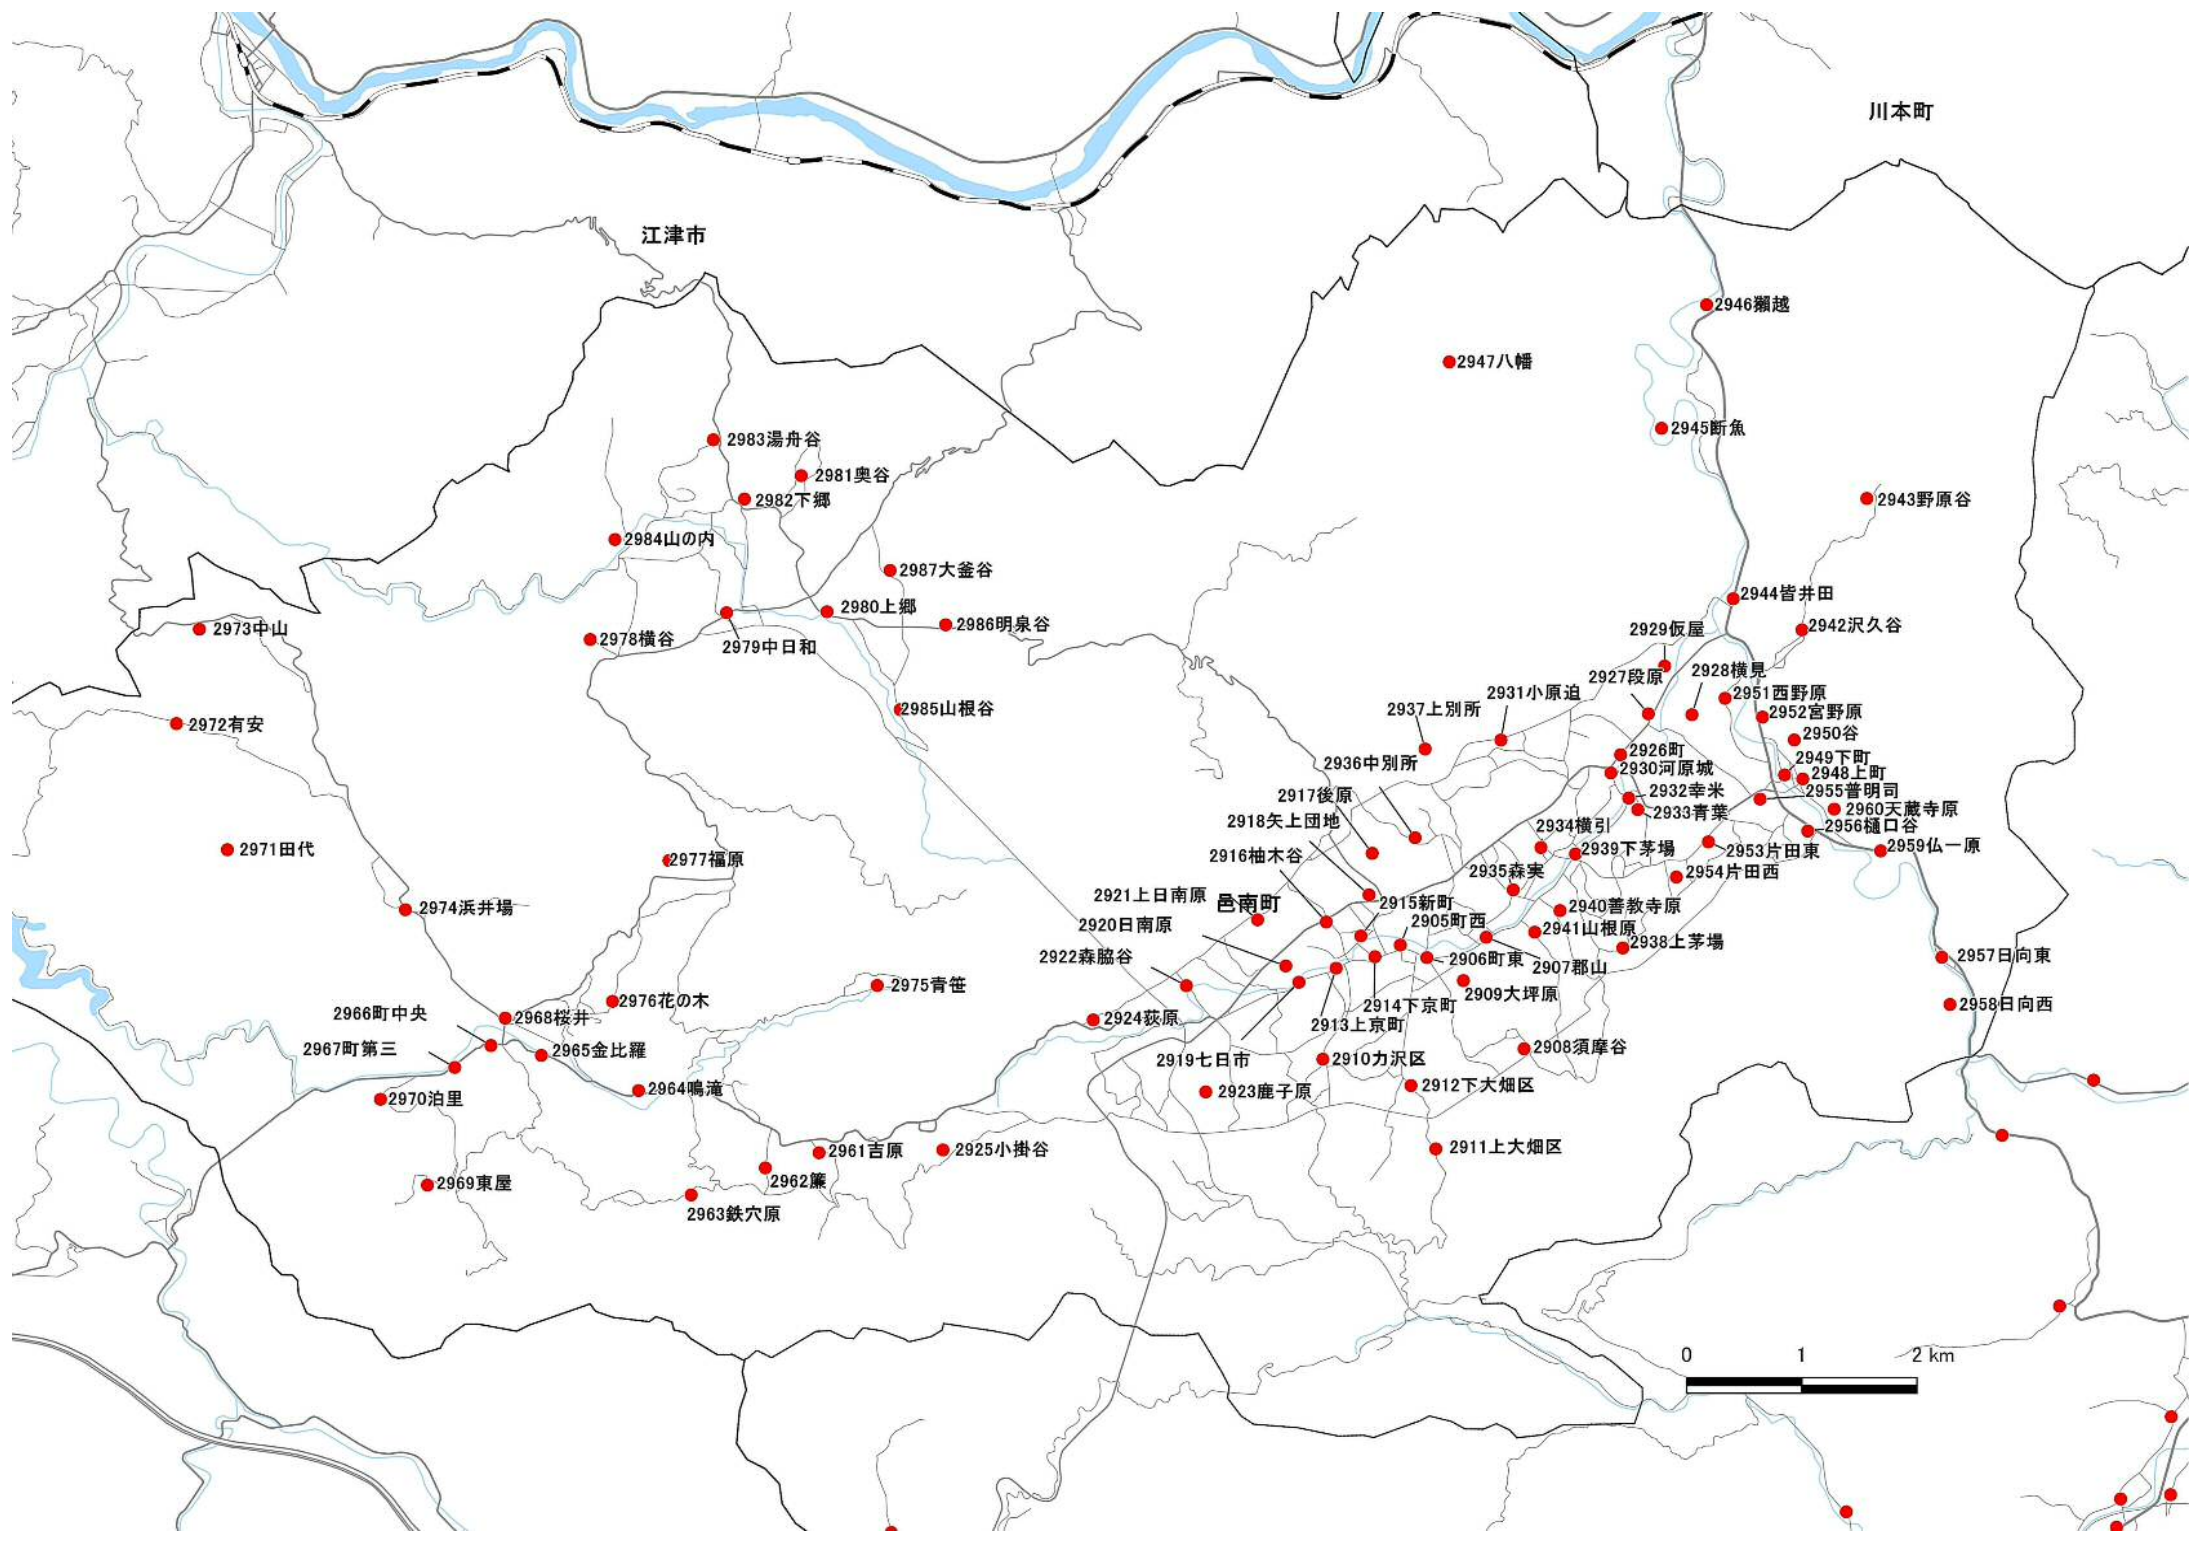 川本町
江津市
2946獺越
2947八幡
2945断魚
2983湯舟谷
2981奥谷
2982下郷
2943野原谷
2984山の内
2987大釜谷
2944皆井田
2980上郷
2986明泉谷
2942沢久谷
2973中山
2929仮屋
2978横谷
2979中日和
2928横見
2927段原
2931小原迫
2951西野原
2985山根谷
2937上別所
2952宮野原
2972有安
2950谷
2926町
2936中別所
2949下町
2930河原城
2948上町
2932幸米
2955普明司
2917後原
2960天蔵寺原
2933青葉
2918矢上団地
2934横引
2956樋口谷
2971田代
2939下茅場
2953片田東
2959仏一原
2916柚木谷
2977福原
2935森実
2954片田西
2921上日南原
邑南町
2915新町
2974浜井場
2940善教寺原
2920日南原
2905町西
2941山根原
2938上茅場
2922森脇谷
2906町東
2957日向東
2907郡山
2975青笹
2909大坪原
2976花の木
2914下京町
2958日向西
2966町中央
2968桜井
2924荻原
2913上京町
2967町第三
2965金比羅
2908須摩谷
2919七日市
2910力沢区
2964鳴滝
2912下大畑区
2923鹿子原
2970泊里
2961吉原
2925小掛谷
2911上大畑区
2969東屋
2962簾
2963鉄穴原
0 1 2 km